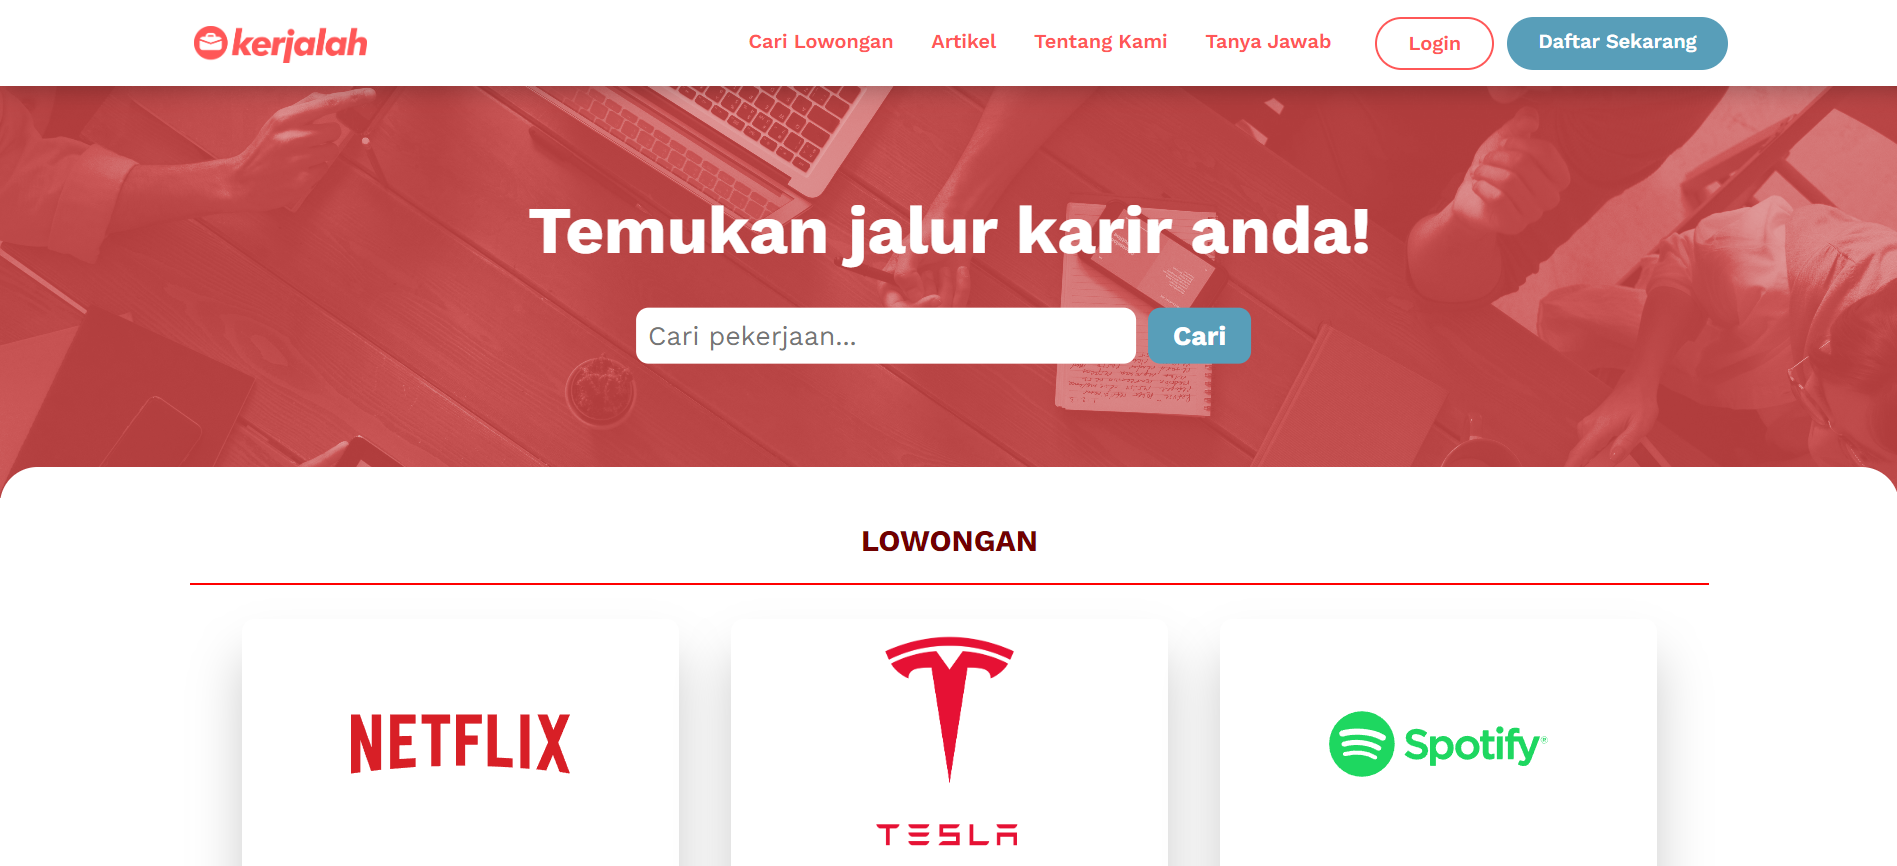 kerjalah
Cari Lowongan
Artikel
Tentang Kami
Tanya Jawab
Login
Daftar Sekarang
Temukan jalur karir anda!
Cari pekerjaan...
Cari
LOWONGAN
NETFLIX
TESLA
Spotify®